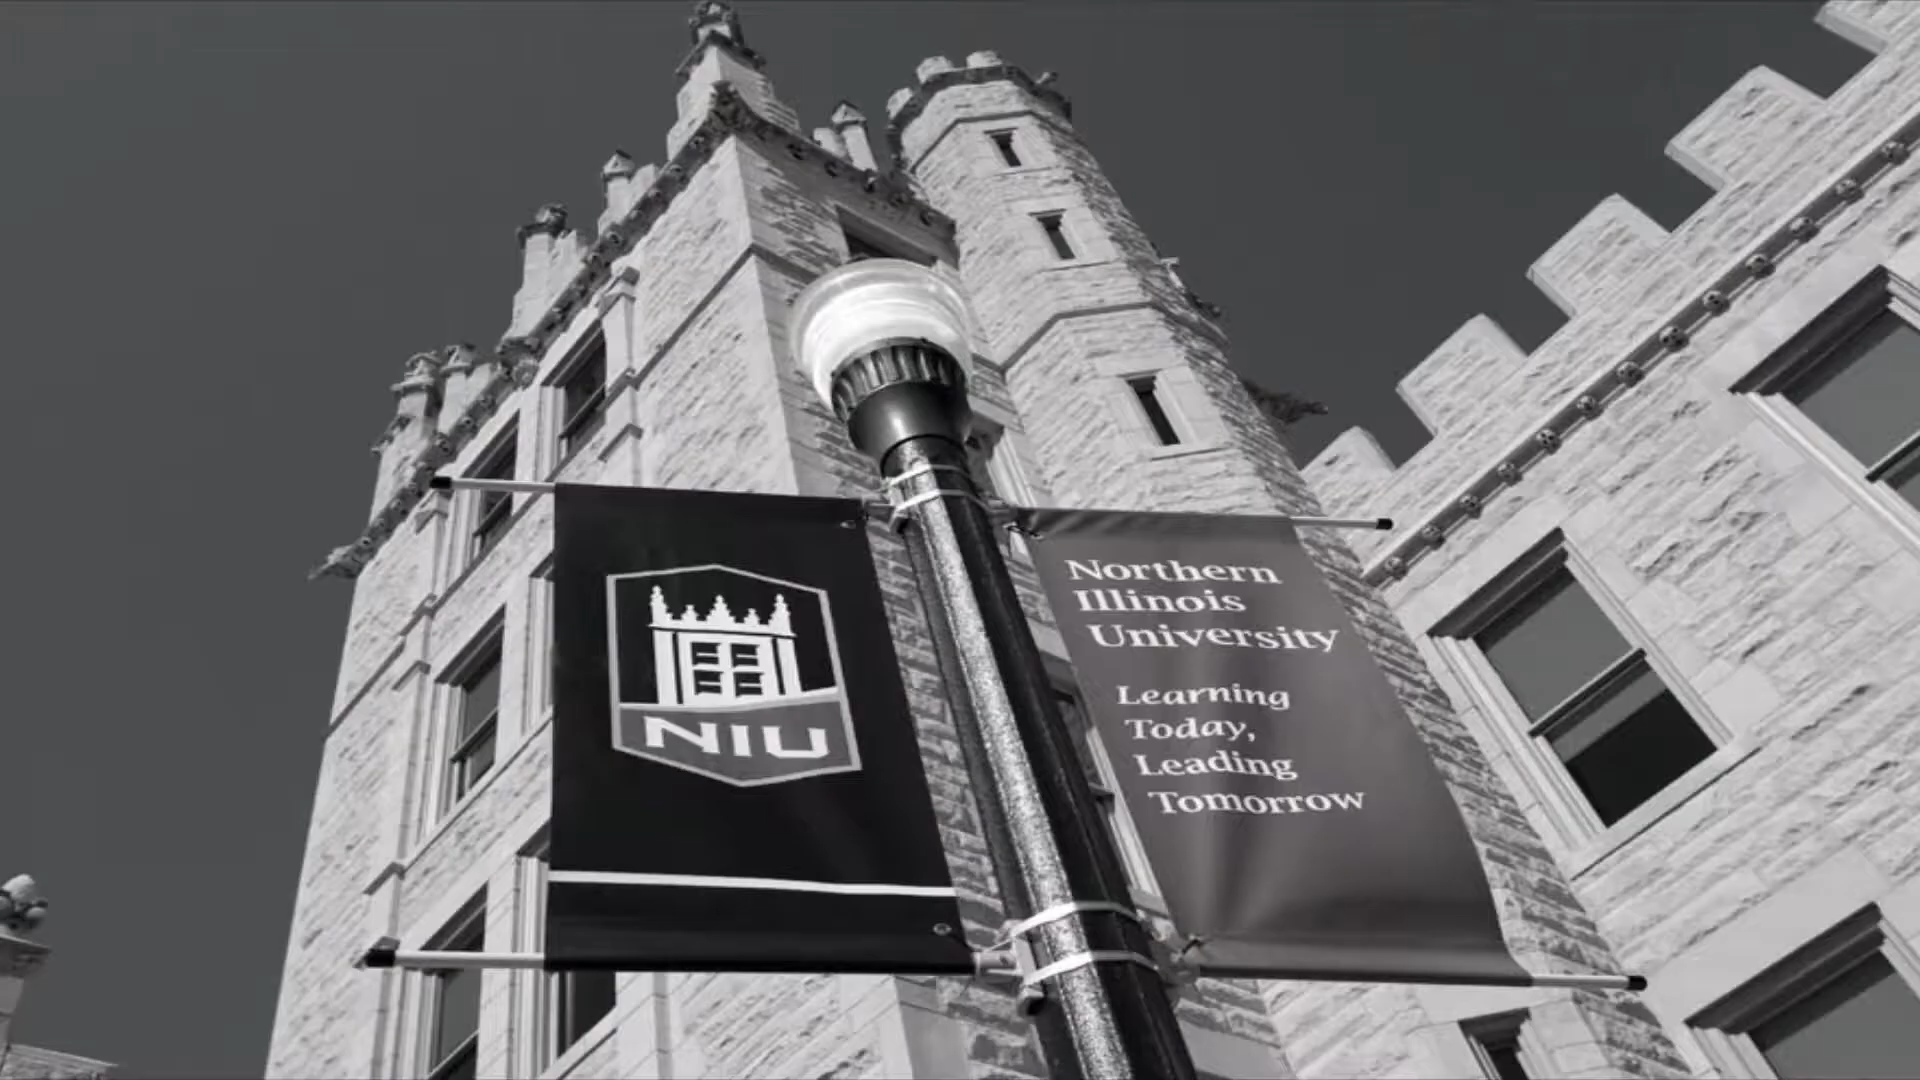 NIU
Northern
Illinois
University
Learning
Today,
Leading
Tomorrow